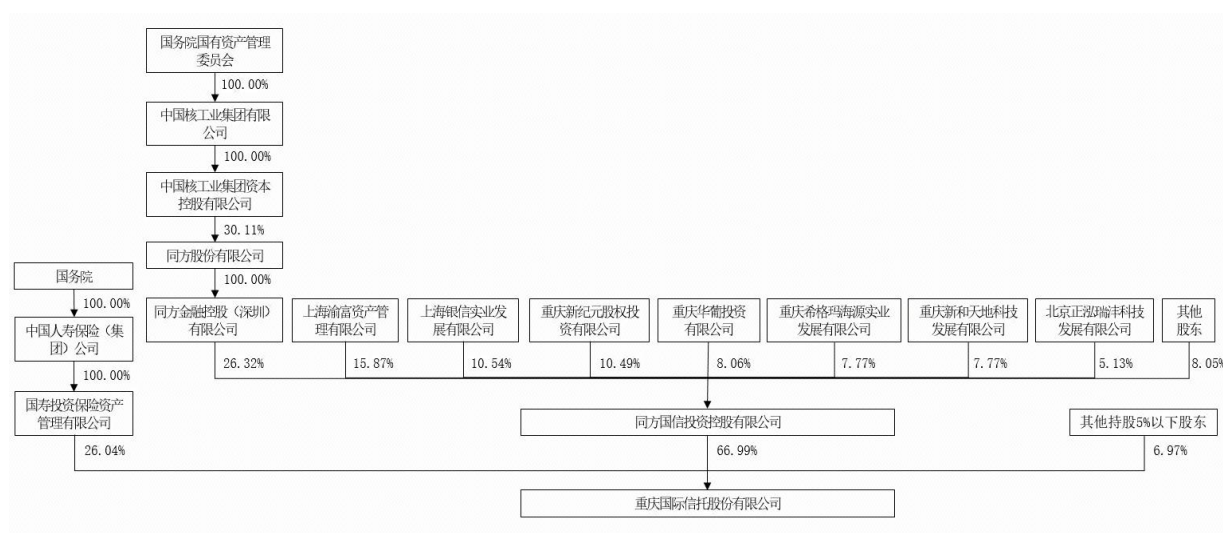 国务院国有资产管理
委员会
100.00%
中国核工业集团有限
公司
100.00%
中国核工业集团资本
控股有限公司
30.11%
同方股份有限公司
100.00%
国务院
100.00%
中国人寿保险（集
团）公司
100.00%
国寿投资保险资产
管理有限公司
26.04%
同方金融控股（深圳）
有限公司
26.32%
上海渝富资产管
理有限公司
15.87%
上海银信实业发
展有限公司
10.54%
重庆新纪元股权投
资有限公司
10.49%
重庆华葡投资
有限公司
8.06%
重庆希格玛海源实业
发展有限公司
7.77%
重庆新和天地科技
发展有限公司
7.77%
北京正泓瑞沣科技
发展有限公司
5.13%
其他
股东
8.05%
同方国信投资控股有限公司
66.99%
其他持股5%以下股东
6.97%
重庆国际信托股份有限公司